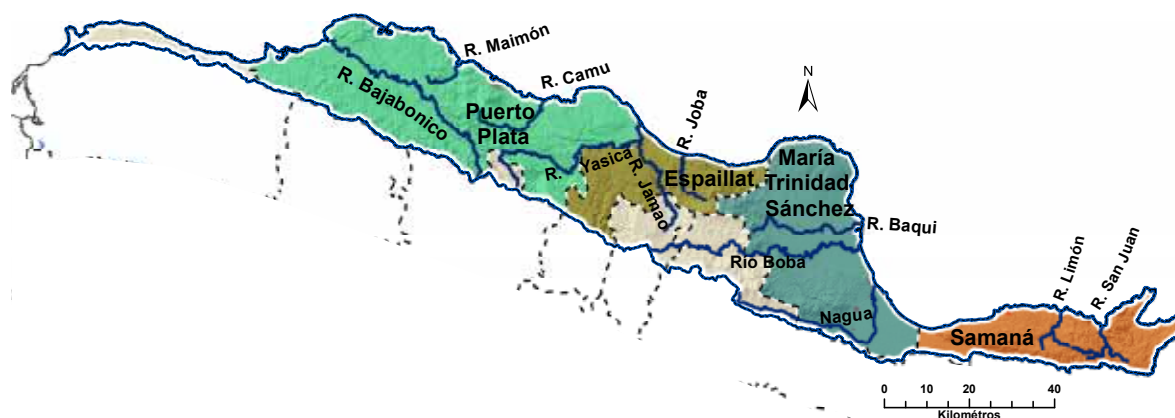 R. Maimón
R. Camu
R. Bajabonico
Puerto
Plata
R. Joba
N
R. Yasica
R. Jamao
Espaillat
María
Trinidad
Sánchez
R. Baqui
Río Boba
Nagua
R. Limón
R. San Juan
Samaná
0 10 20 40
Kilométros